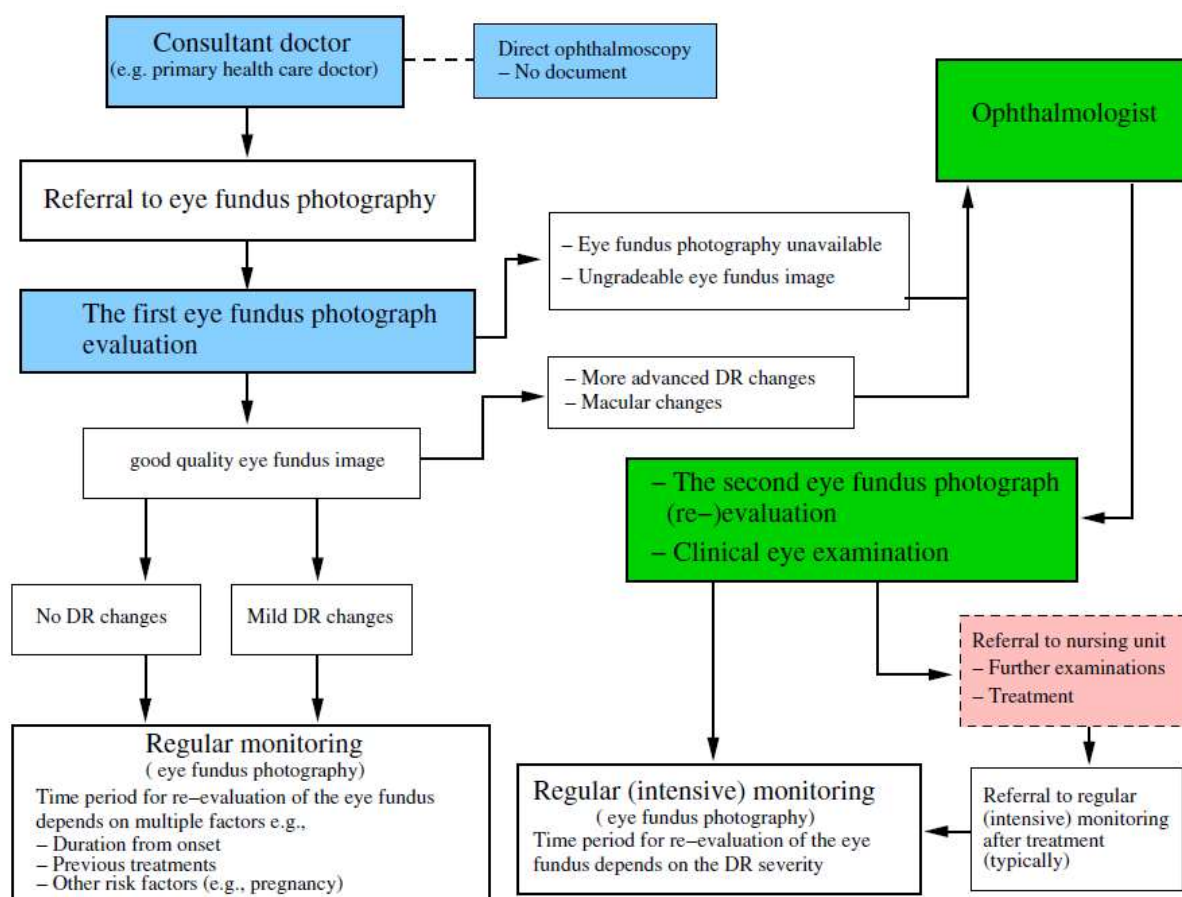 Consultant doctor
(e.g. primary health care doctor)
Direct ophthalmoscopy
– No document
Ophthalmologist
Referral to eye fundus photography
– Eye fundus photography unavailable
– Ungradeable eye fundus image
The first eye fundus photograph
evaluation
– More advanced DR changes
– Macular changes
good quality eye fundus image
– The second eye fundus photograph
(re–)evaluation
– Clinical eye examination
No DR changes
Mild DR changes
Referral to nursing unit
– Further examinations
– Treatment
Regular monitoring
( eye fundus photography)
Time period for re–evaluation of the eye fundus
depends on multiple factors e.g.,
– Duration from onset
– Previous treatments
– Other risk factors (e.g., pregnancy)
Regular (intensive) monitoring
( eye fundus photography)
Time period for re–evaluation of the eye
fundus depends on the DR severity
Referral to regular
(intensive) monitoring
after treatment
(typically)